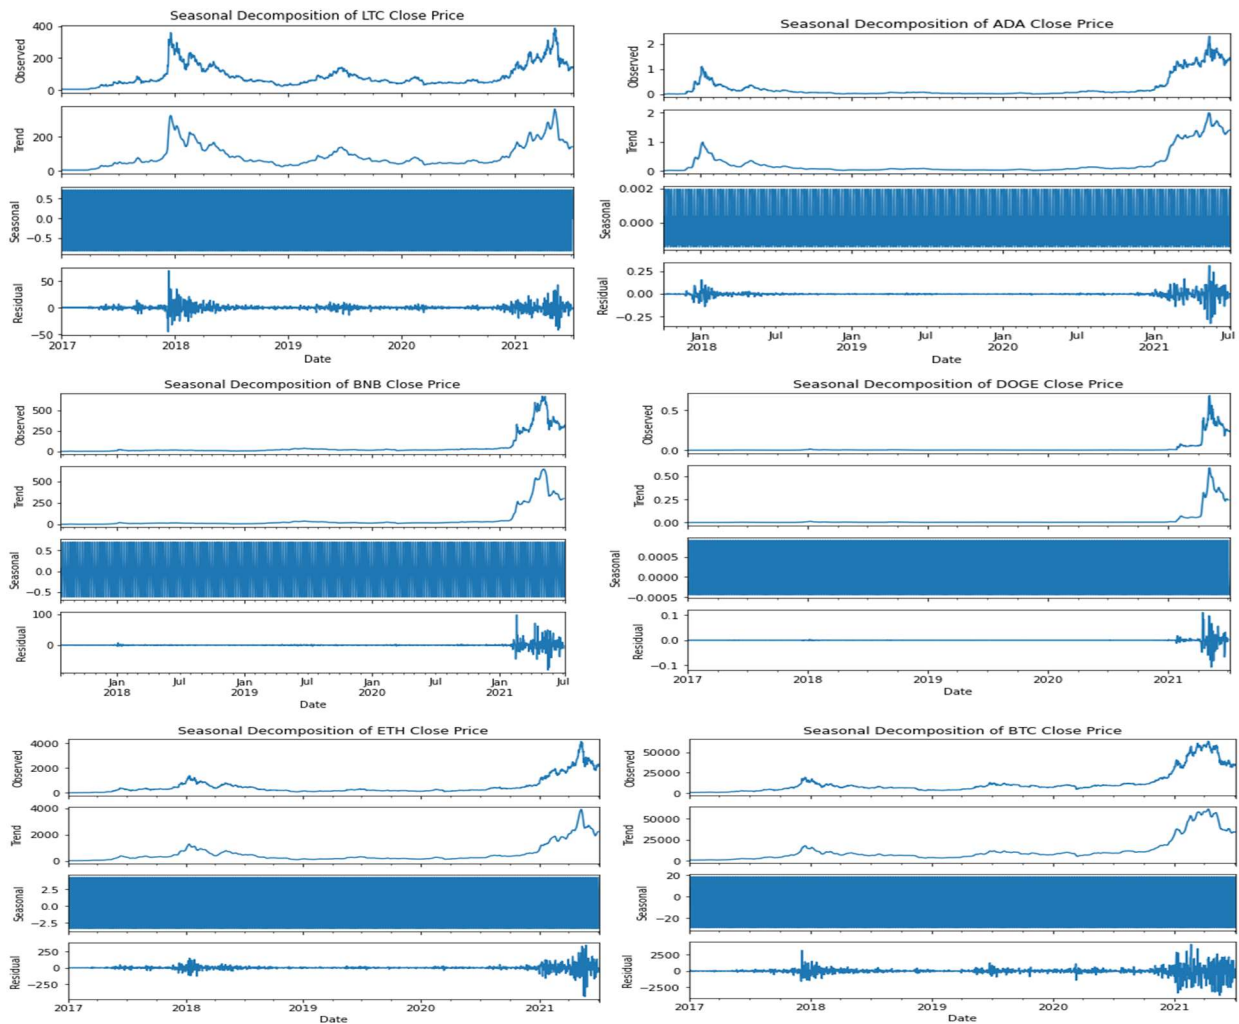 Seasonal Decomposition of LTC Close Price
Observed
400
200
0
Trend
200
0
Seasonal
0.5
0.0
−0.5
Residual
50
0
−50
2017 2018 2019 2020 2021
Date
Seasonal Decomposition of ADA Close Price
Observed
2
1
0
Trend
2
1
0
Seasonal
0.002
0.000
Residual
0.25
0.00
−0.25
Jan Jul Jan Jul Jan Jul Jan Jul
2018 2019 2020 2021
Date
Seasonal Decomposition of BNB Close Price
Observed
500
250
0
Trend
500
250
0
Seasonal
0.5
0.0
−0.5
Residual
100
0
Jan Jul Jan Jul Jan Jul Jan Jul
2018 2019 2020 2021
Date
Seasonal Decomposition of DOGE Close Price
Observed
0.5
0.0
Trend
0.50
0.25
0.00
Seasonal
0.0005
0.0000
−0.0005
Residual
0.1
0.0
−0.1
2017 2018 2019 2020 2021
Date
Seasonal Decomposition of ETH Close Price
Observed
4000
2000
0
Trend
4000
2000
0
Seasonal
2.5
0.0
−2.5
Residual
250
0
−250
2017 2018 2019 2020 2021
Date
Seasonal Decomposition of BTC Close Price
Observed
50000
25000
0
Trend
50000
25000
0
Seasonal
20
0
−20
Residual
2500
0
−2500
2017 2018 2019 2020 2021
Date